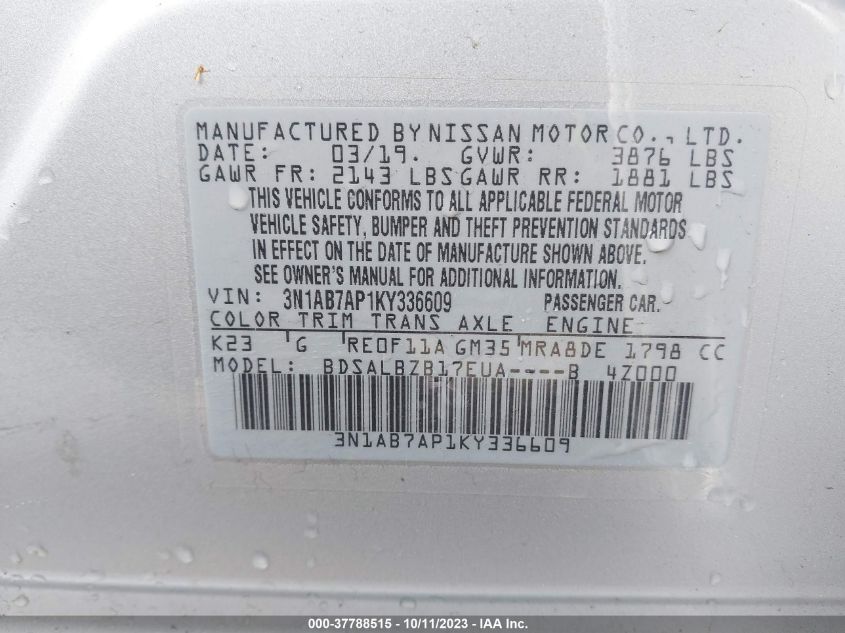 MANUFACTURED BY NISSAN MOTOR CO., LTD.
DATE: 03/19. GVWR: 3876 LBS
GAWR FR: 2143 LBS GAWR RR: 1881 LBS
THIS VEHICLE CONFORMS TO ALL APPLICABLE FEDERAL MOTOR
VEHICLE SAFETY, BUMPER AND THEFT PREVENTION STANDARDS
IN EFFECT ON THE DATE OF MANUFACTURE SHOWN ABOVE.
SEE OWNER'S MANUAL FOR ADDITIONAL INFORMATION.
VIN: 3N1AB7AP1KY336609 PASSENGER CAR.
COLOR TRIM TRANS AXLE ENGINE
K23 G RE0F11A GM35 MRA8DE 1798 CC
MODEL: BDSALBZB17EUA----B 4Z000
3N1AB7AP1KY336609
000-37788515 - 10/11/2023 - IAA Inc.